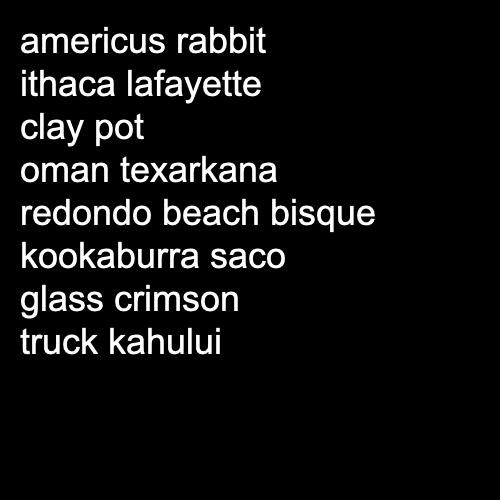 americus rabbit
ithaca lafayette
clay pot
oman texarkana
redondo beach bisque
kookaburra saco
glass crimson
truck kahului